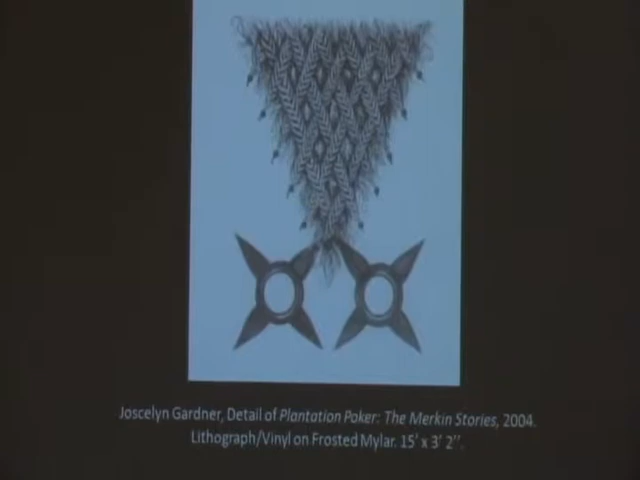 Joscelyn Gardner, Detail of Plantation Poker: The Merkin Stories, 2004.
Lithograph/Vinyl on Frosted Mylar. 15' x 3' 2".